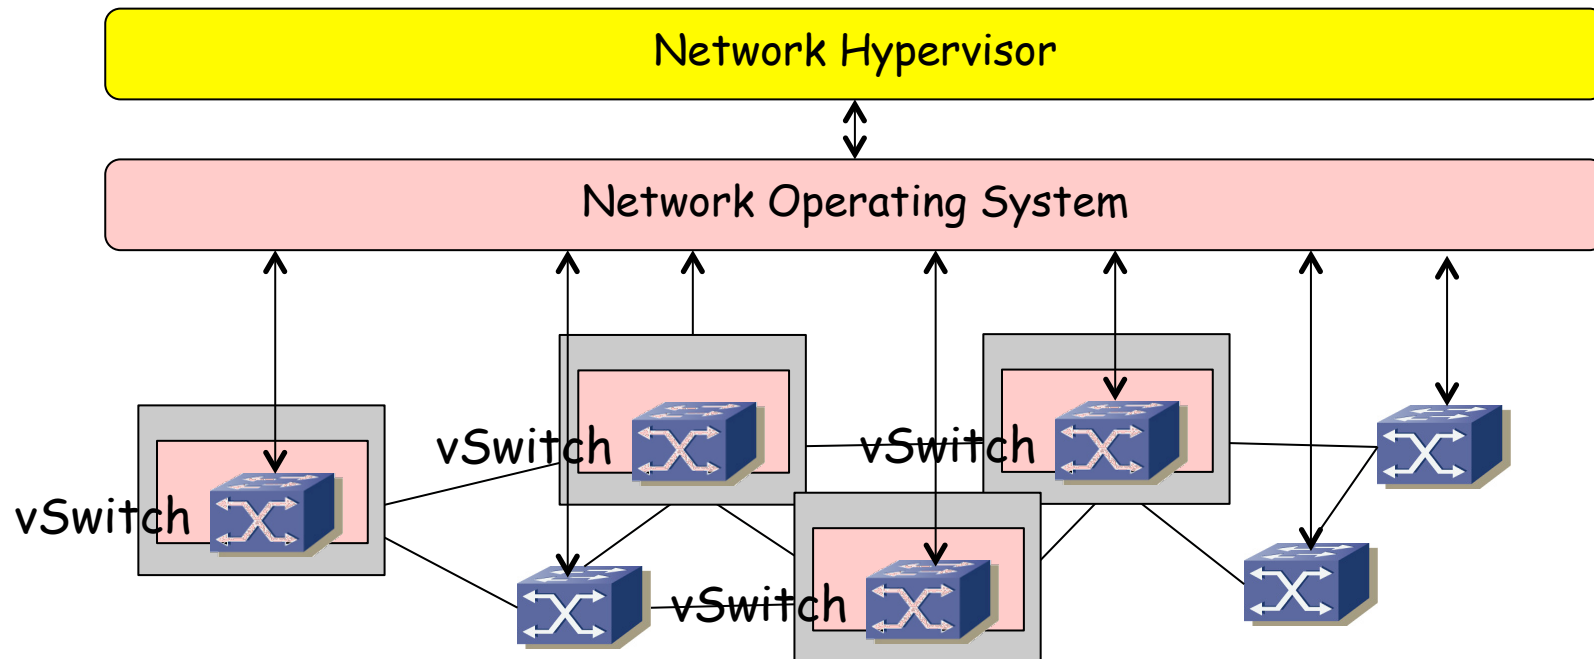 Network Hypervisor
Network Operating System
vSwitch
vSwitch
vSwitch
vSwitch